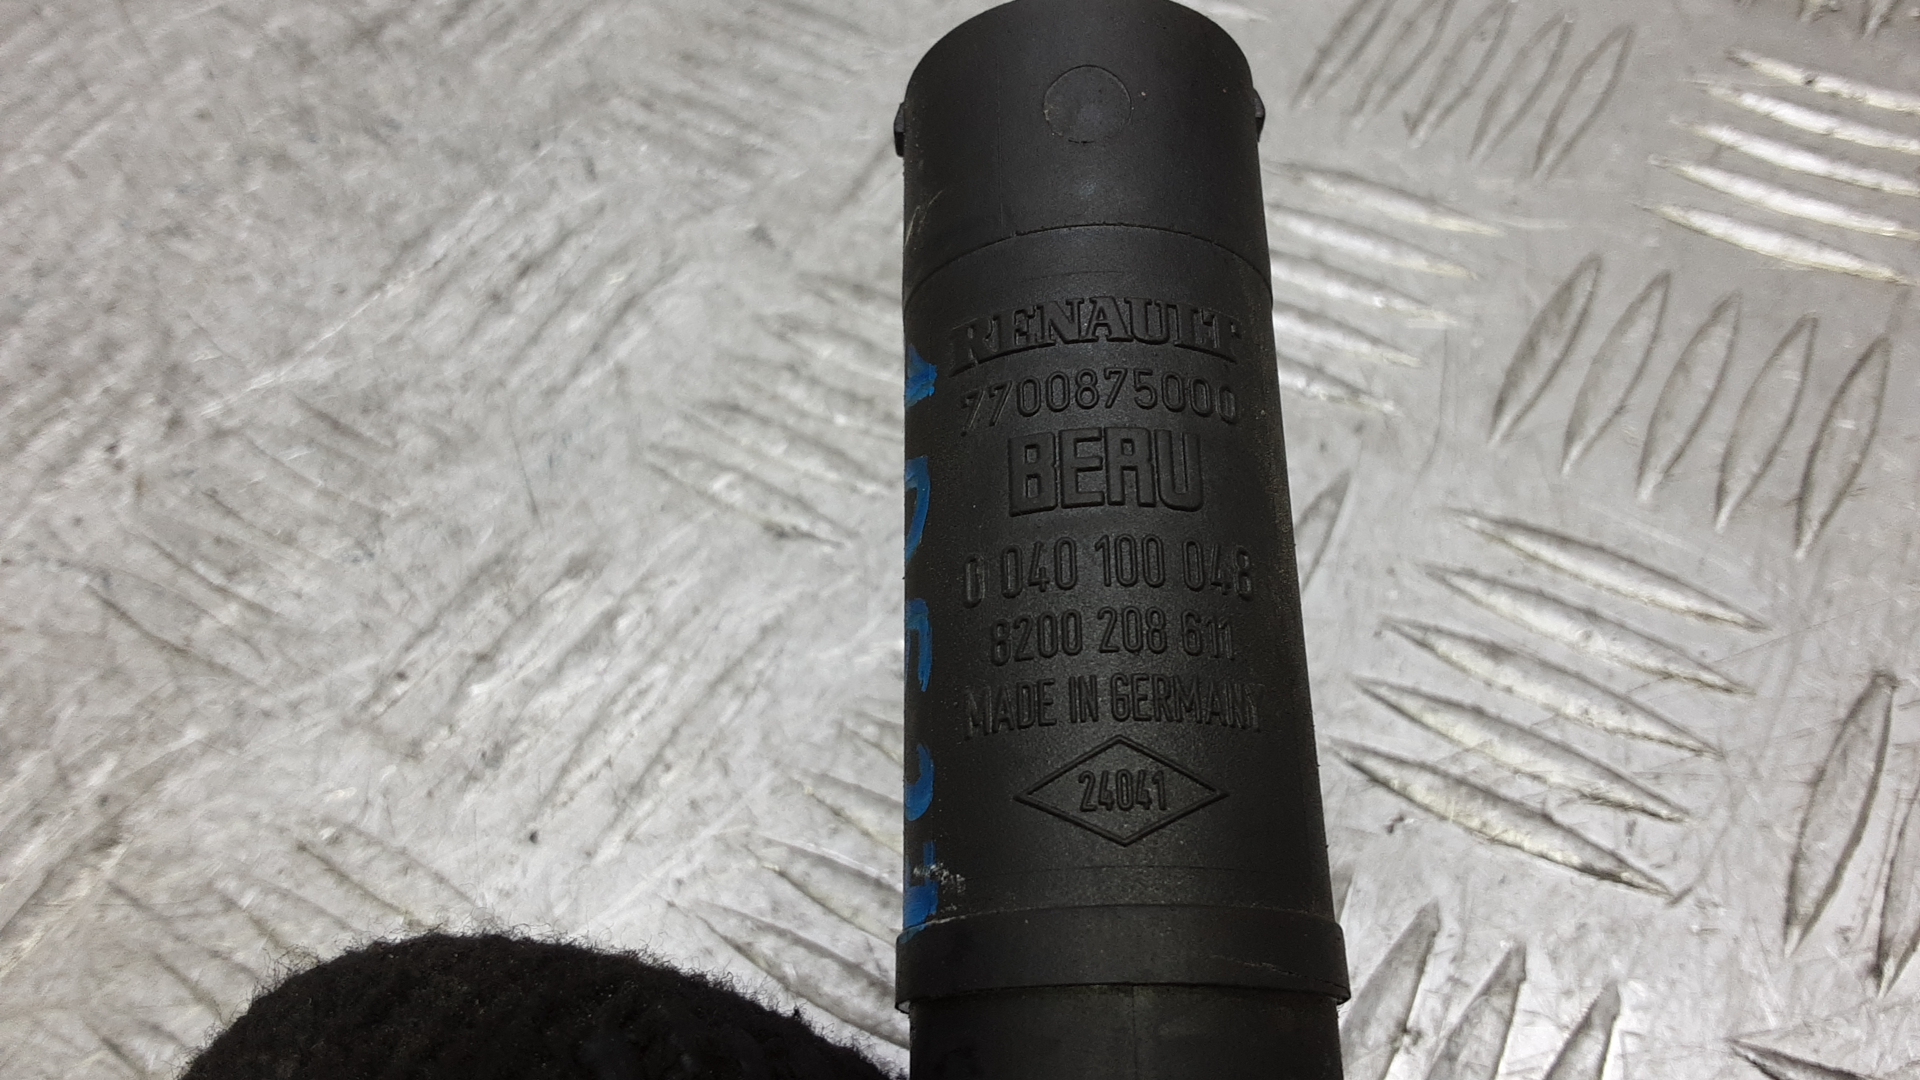 RENAULT
7700875000
BERU
0 040 100 048
8200 208 611
MADE IN GERMANY
24041